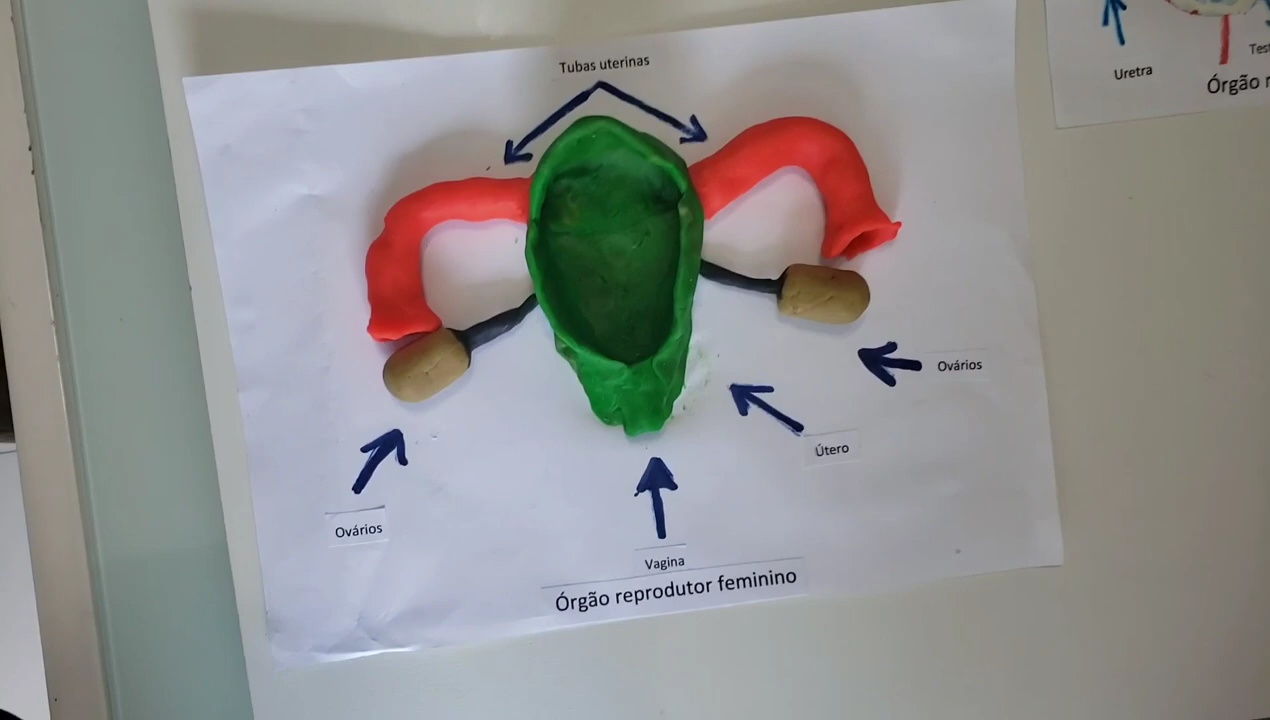 Tubas uterinas
Uretra
Órgão
Ovários
Útero
Ovários
Vagina
Órgão reprodutor feminino